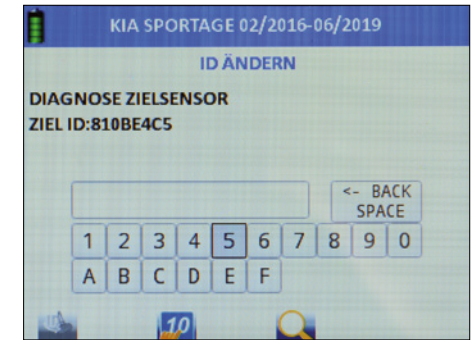 KIA SPORTAGE 02/2016-06/2019
ID ÄNDERN
DIAGNOSE ZIELSENSOR
ZIEL ID:810BE4C5
<- BACK
SPACE
1 2 3 4 5 6 7 8 9 0
A B C D E F
10